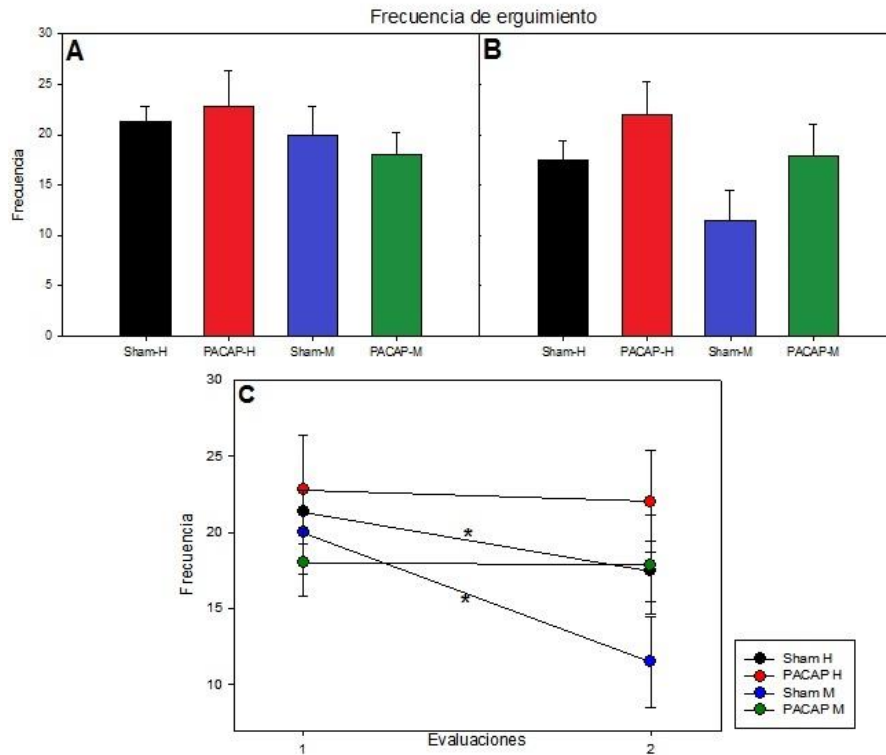 Frecuencia de erguimiento
A
B
30
25
20
15
10
5
0
Frecuencia
Sham-H PACAP-H Sham-M PACAP-M Sham-H PACAP-H Sham-M PACAP-M
C
30
25
20
15
10
Frecuencia
*
*
1 Evaluaciones 2
Sham H
PACAP H
Sham M
PACAP M